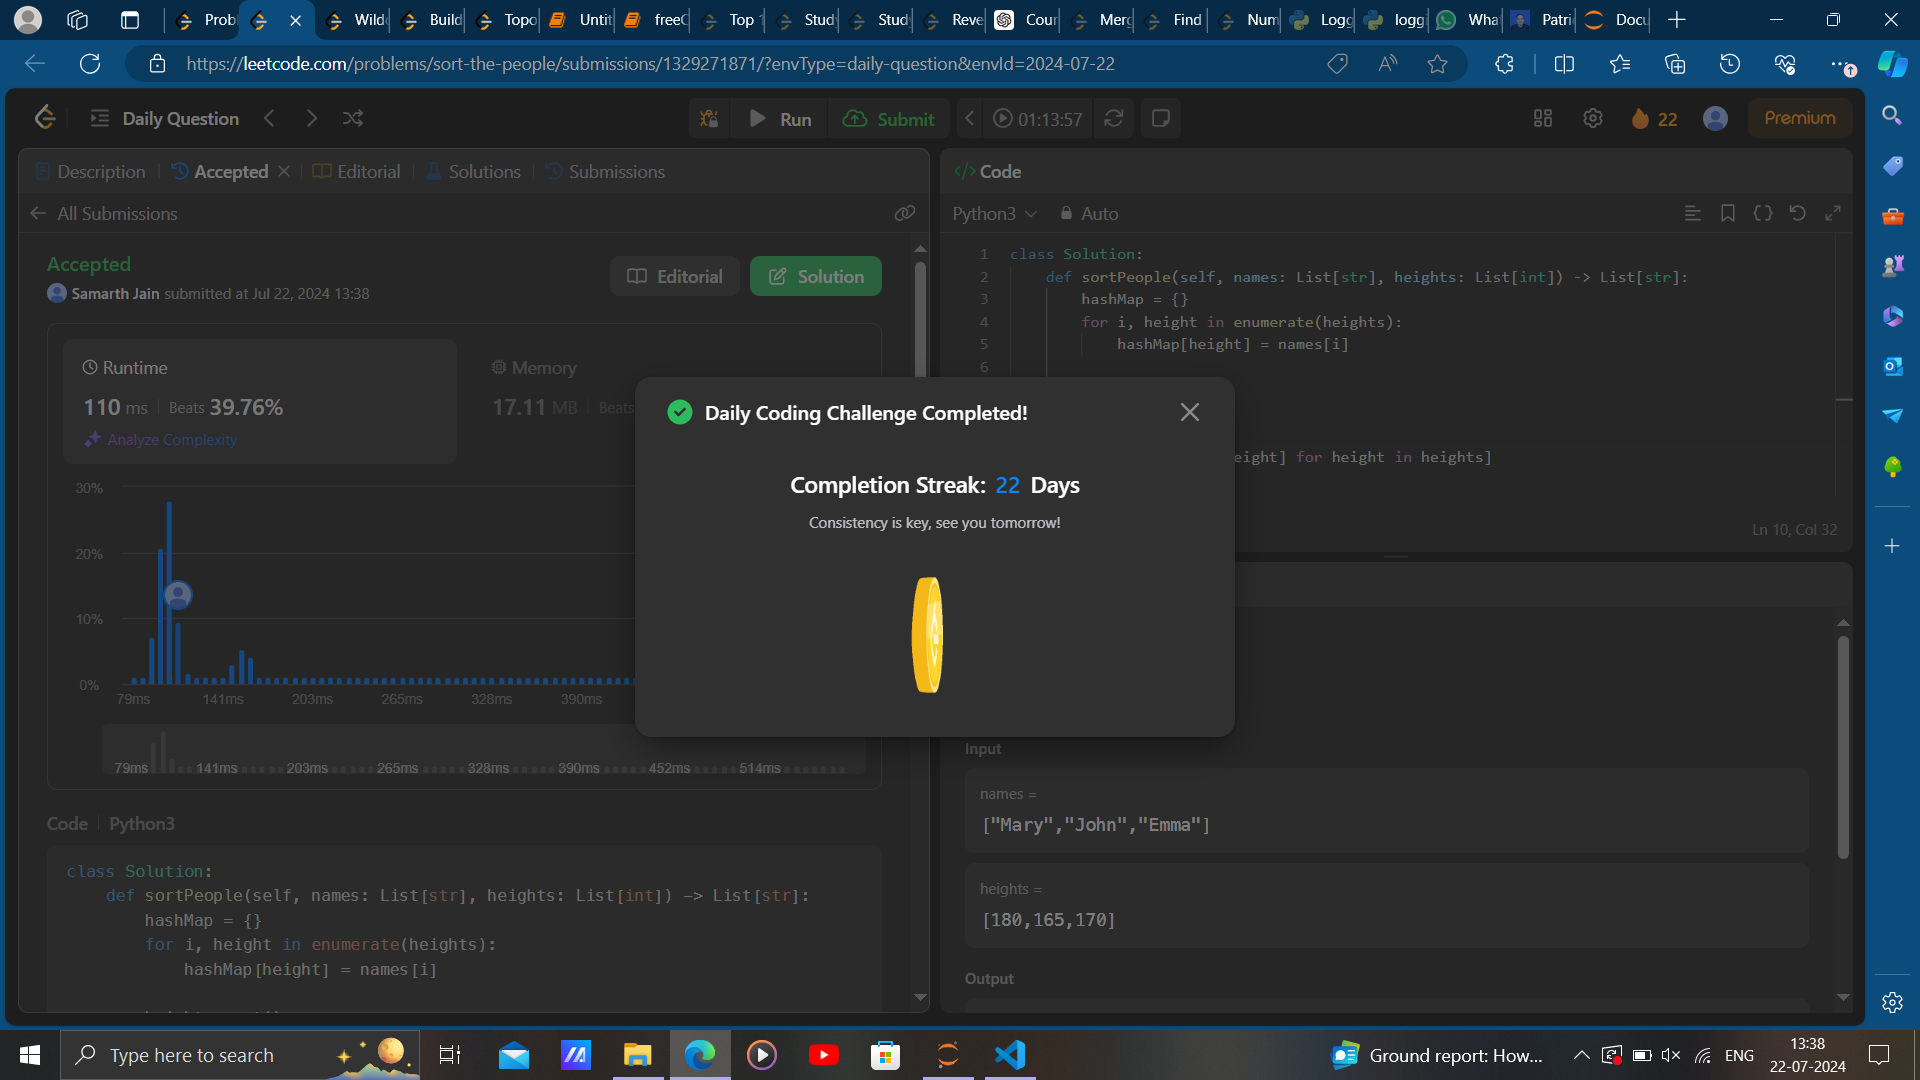 Prob
Wild
Build
Topo
Untit
freeC
Top 1
Stud
Stud
Reve
Cour
Merg
Find
Num
Logg
logg
What
Patri
Docu
https://leetcode.com/problems/sort-the-people/submissions/1329271871/?envType=daily-question&envId=2024-07-22
Daily Question
Run
Submit
01:13:57
22
Premium
Description
Accepted
Editorial
Solutions
Submissions
All Submissions
Accepted
Samarth Jain submitted at Jul 22, 2024 13:38
Editorial
Solution
Runtime
110 ms
Beats 39.76%
Analyze Complexity
Memory
17.11 MB
Beats
30%
20%
10%
0%
79ms 141ms 203ms 265ms 328ms 390ms
79ms 141ms 203ms 265ms 328ms 390ms 452ms 514ms
Code
Python3
class Solution:
def sortPeople(self, names: List[str], heights: List[int]) -> List[str]:
hashMap = {}
for i, height in enumerate(heights):
hashMap[height] = names[i]
Daily Coding Challenge Completed!
Completion Streak: 22 Days
Consistency is key, see you tomorrow!
</> Code
Python3
Auto
1 class Solution:
2 def sortPeople(self, names: List[str], heights: List[int]) -> List[str]:
3 hashMap = {}
4 for i, height in enumerate(heights):
5 hashMap[height] = names[i]
6
eight] for height in heights]
Ln 10, Col 32
Input
names =
["Mary","John","Emma"]
heights =
[180,165,170]
Output
Type here to search
Ground report: How...
ENG
13:38
22-07-2024